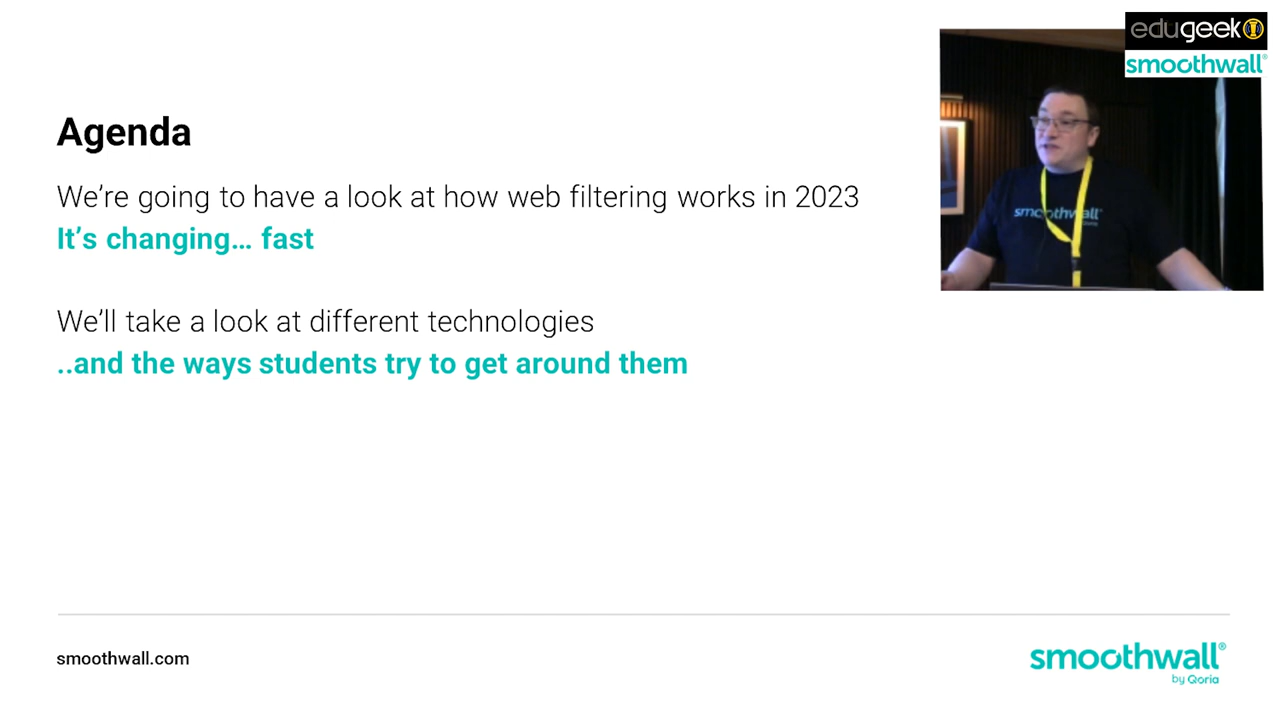 edugeek
smoothwall®
Agenda
We’re going to have a look at how web filtering works in 2023
It’s changing… fast
smoothwall
We’ll take a look at different technologies
..and the ways students try to get around them
smoothwall.com
smoothwall®
by Qoria